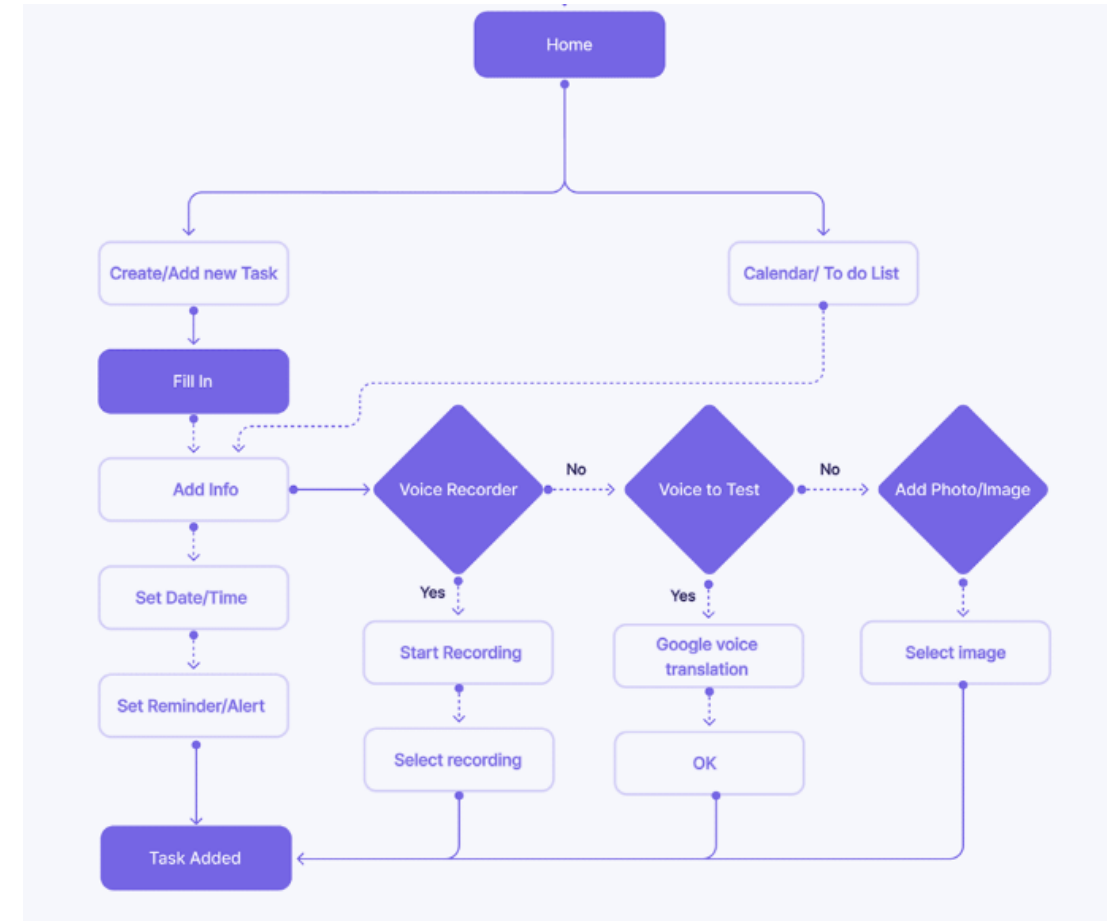 Home
Create/Add new Task
Calendar/ To do List
Fill In
Add Info
Voice Recorder
No
Voice to Test
No
Add Photo/Image
Set Date/Time
Yes
Yes
Start Recording
Google voice
translation
Select image
Set Reminder/Alert
Select recording
OK
Task Added